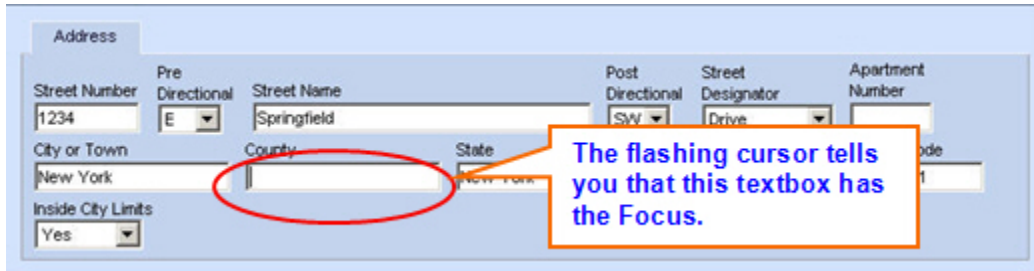 Address
Street Number Pre Directional Street Name Post Directional Street Designator Apartment Number
1234 E Springfield SW Drive
City or Town County State ode
New York New York 1
The flashing cursor tells
you that this textbox has
the Focus.
Inside City Limits
Yes